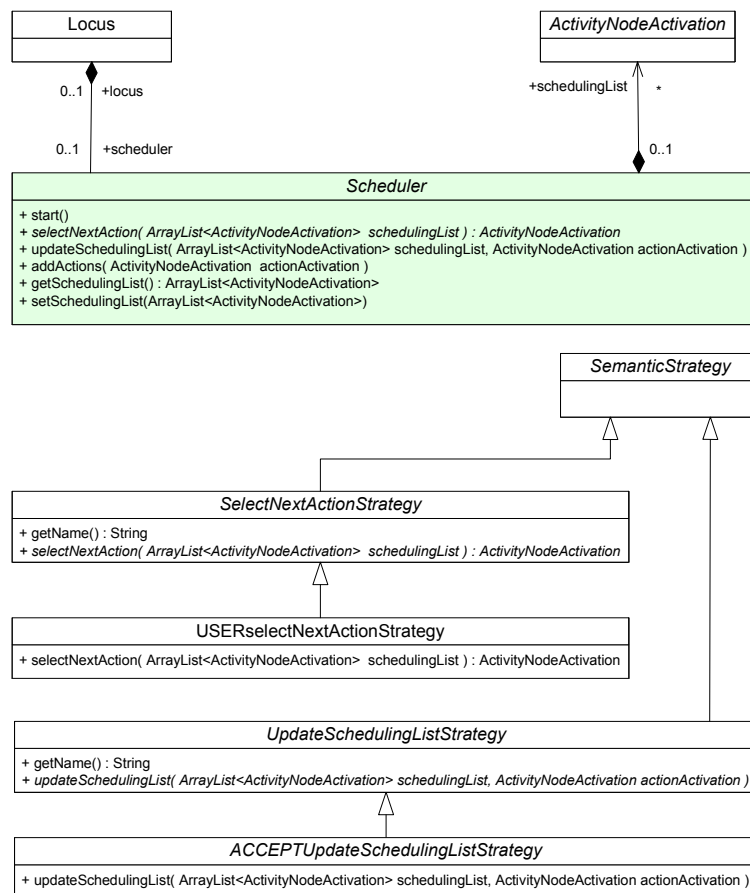 Locus
ActivityNodeActivation
0..1 +locus
+schedulingList *
0..1 +scheduler
0..1
Scheduler
+ start()
+ selectNextAction( ArrayList<ActivityNodeActivation> schedulingList ) : ActivityNodeActivation
+ updateSchedulingList( ArrayList<ActivityNodeActivation> schedulingList, ActivityNodeActivation actionActivation )
+ addActions( ActivityNodeActivation actionActivation )
+ getSchedulingList() : ArrayList<ActivityNodeActivation>
+ setSchedulingList(ArrayList<ActivityNodeActivation>)
SemanticStrategy
SelectNextActionStrategy
+ getName() : String
+ selectNextAction( ArrayList<ActivityNodeActivation> schedulingList ) : ActivityNodeActivation
USERselectNextActionStrategy
+ selectNextAction( ArrayList<ActivityNodeActivation> schedulingList ) : ActivityNodeActivation
UpdateSchedulingListStrategy
+ getName() : String
+ updateSchedulingList( ArrayList<ActivityNodeActivation> schedulingList, ActivityNodeActivation actionActivation )
ACCEPTUpdateSchedulingListStrategy
+ updateSchedulingList( ArrayList<ActivityNodeActivation> schedulingList, ActivityNodeActivation actionActivation )